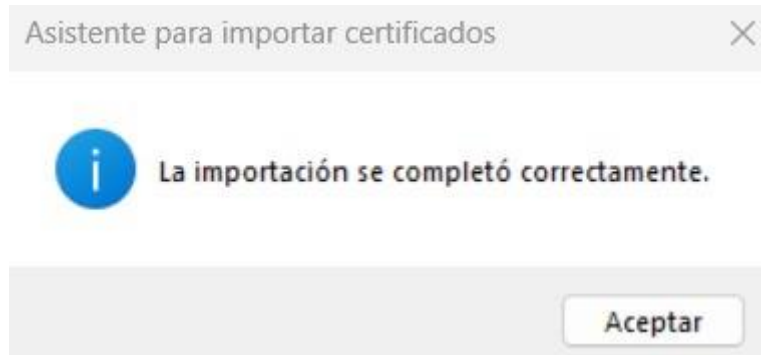 Asistente para importar certificados
La importación se completó correctamente.
Aceptar